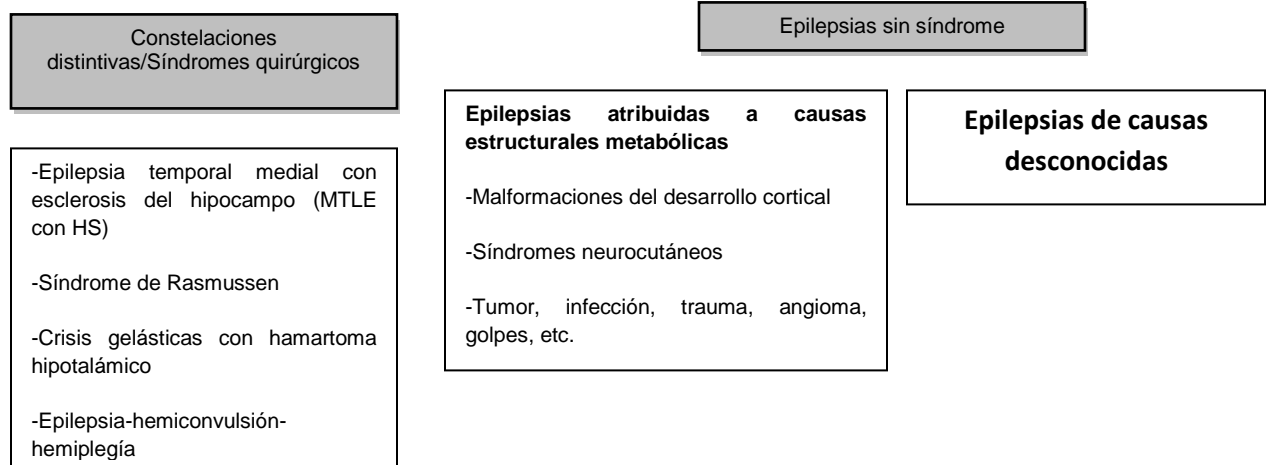 Constelaciones
distintivas/Síndromes quirúrgicos
-Epilepsia temporal medial con
esclerosis del hipocampo (MTLE
con HS)
-Síndrome de Rasmussen
-Crisis gelásticas con hamartoma
hipotalámico
-Epilepsia-hemiconvulsión-
hemiplegía
Epilepsias sin síndrome
Epilepsias atribuidas a causas
estructurales metabólicas
-Malformaciones del desarrollo cortical
-Síndromes neurocutáneos
-Tumor, infección, trauma, angioma,
golpes, etc.
Epilepsias de causas
desconocidas